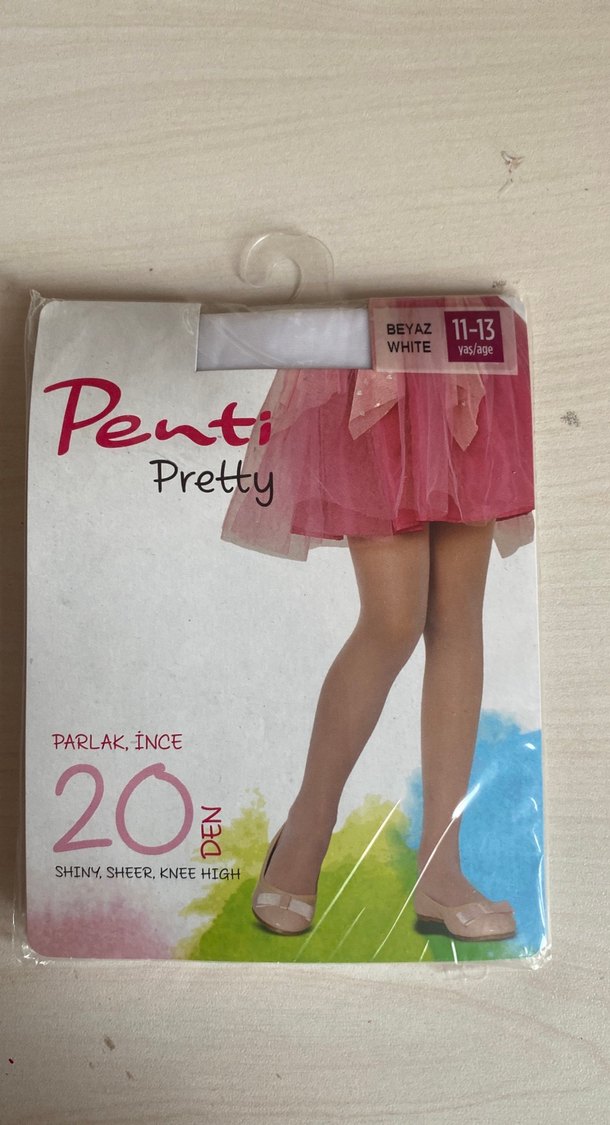 BEYAZ
WHITE
11-13
yaş/age
Penti
Pretty
PARLAK, İNCE
20
DEN
SHINY, SHEER, KNEE HIGH